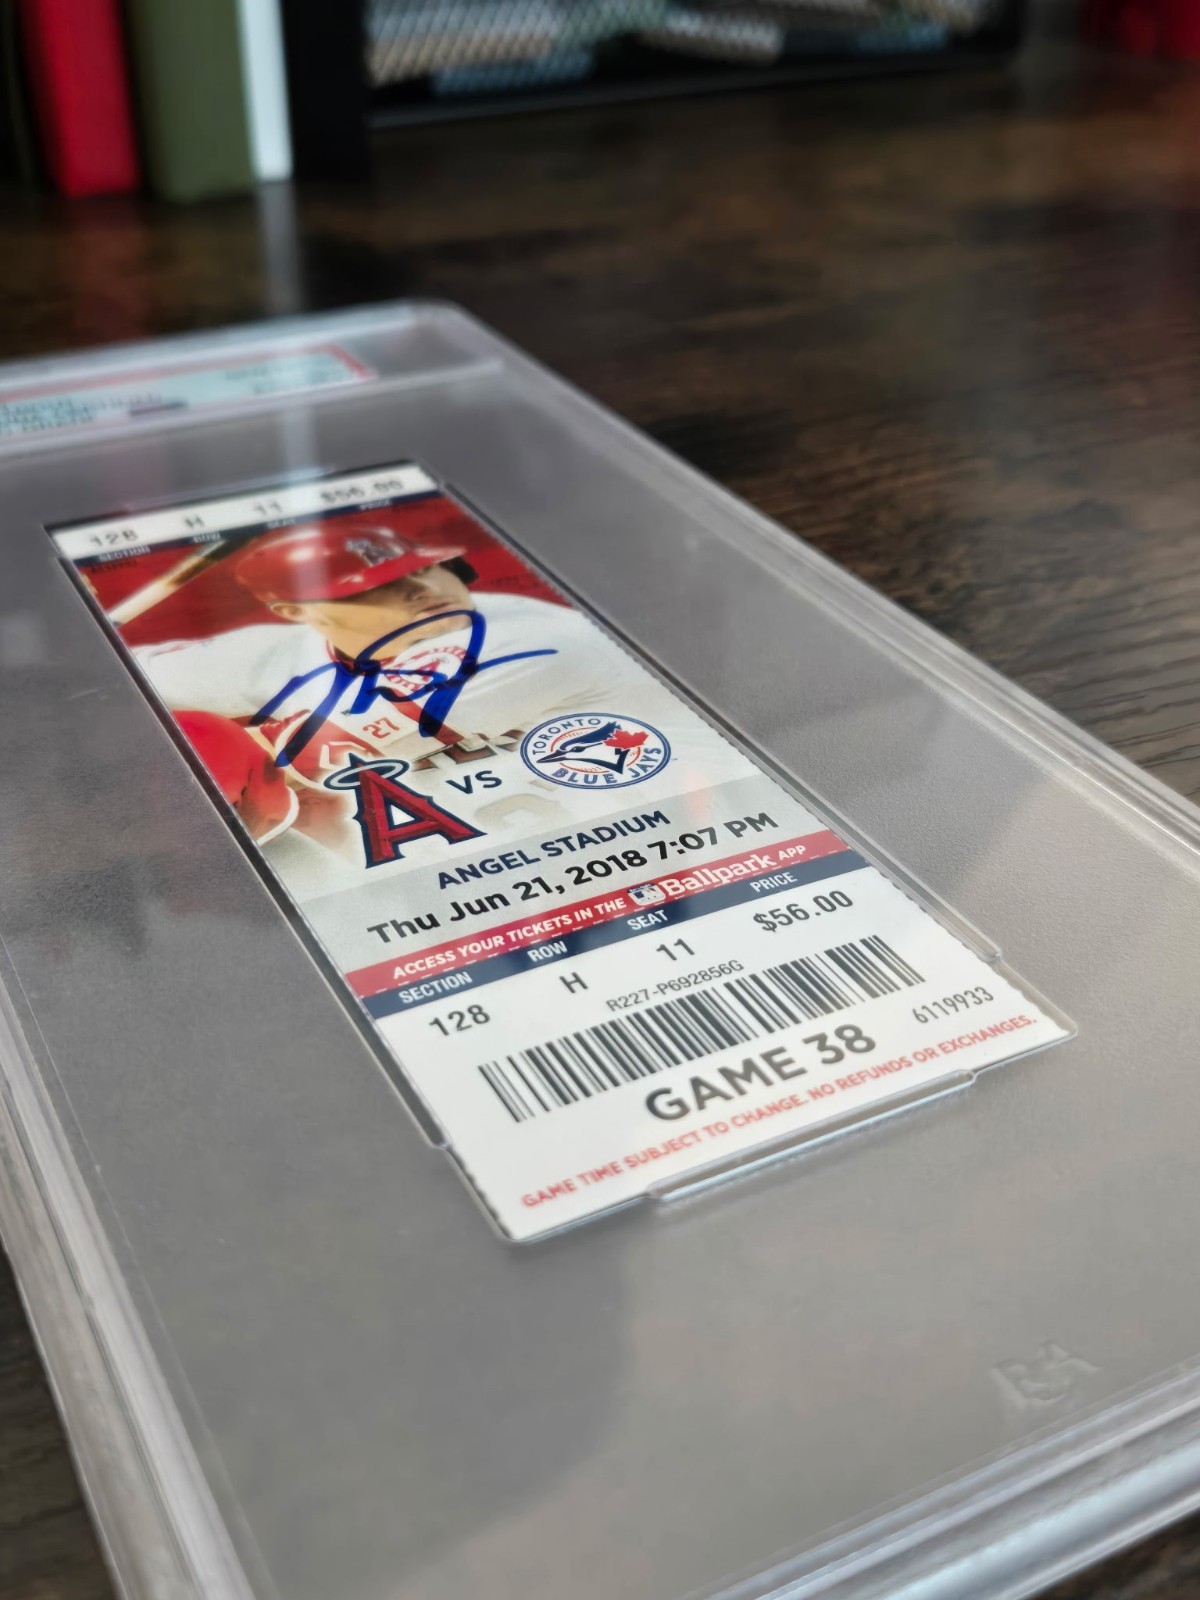 128 H 11 $56.00
SECTION ROW SEAT PRICE
27
A VS TORONTO BLUE JAYS
ANGEL STADIUM
Thu Jun 21, 2018 7:07 PM
ACCESS YOUR TICKETS IN THE Ballpark APP
SECTION ROW SEAT PRICE
128 H 11 $56.00
R227-P692856G
6119933
GAME 38
GAME TIME SUBJECT TO CHANGE. NO REFUNDS OR EXCHANGES.
PSA